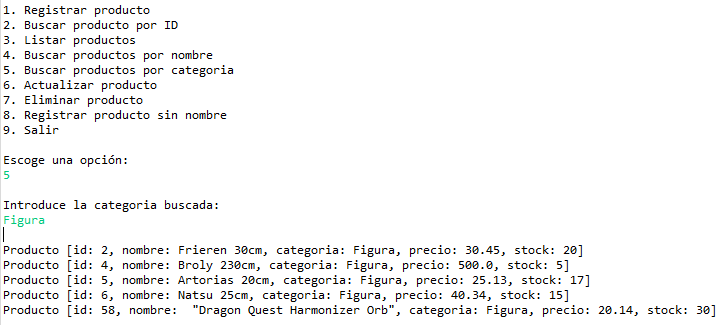 1. Registrar producto
2. Buscar producto por ID
3. Listar productos
4. Buscar productos por nombre
5. Buscar productos por categoria
6. Actualizar producto
7. Eliminar producto
8. Registrar producto sin nombre
9. Salir
Escoge una opción:
5
Introduce la categoria buscada:
Figura
Producto [id: 2, nombre: Frieren 30cm, categoria: Figura, precio: 30.45, stock: 20]
Producto [id: 4, nombre: Broly 230cm, categoria: Figura, precio: 500.0, stock: 5]
Producto [id: 5, nombre: Artorias 20cm, categoria: Figura, precio: 25.13, stock: 17]
Producto [id: 6, nombre: Natsu 25cm, categoria: Figura, precio: 40.34, stock: 15]
Producto [id: 58, nombre:  "Dragon Quest Harmonizer Orb", categoria: Figura, precio: 20.14, stock: 30]